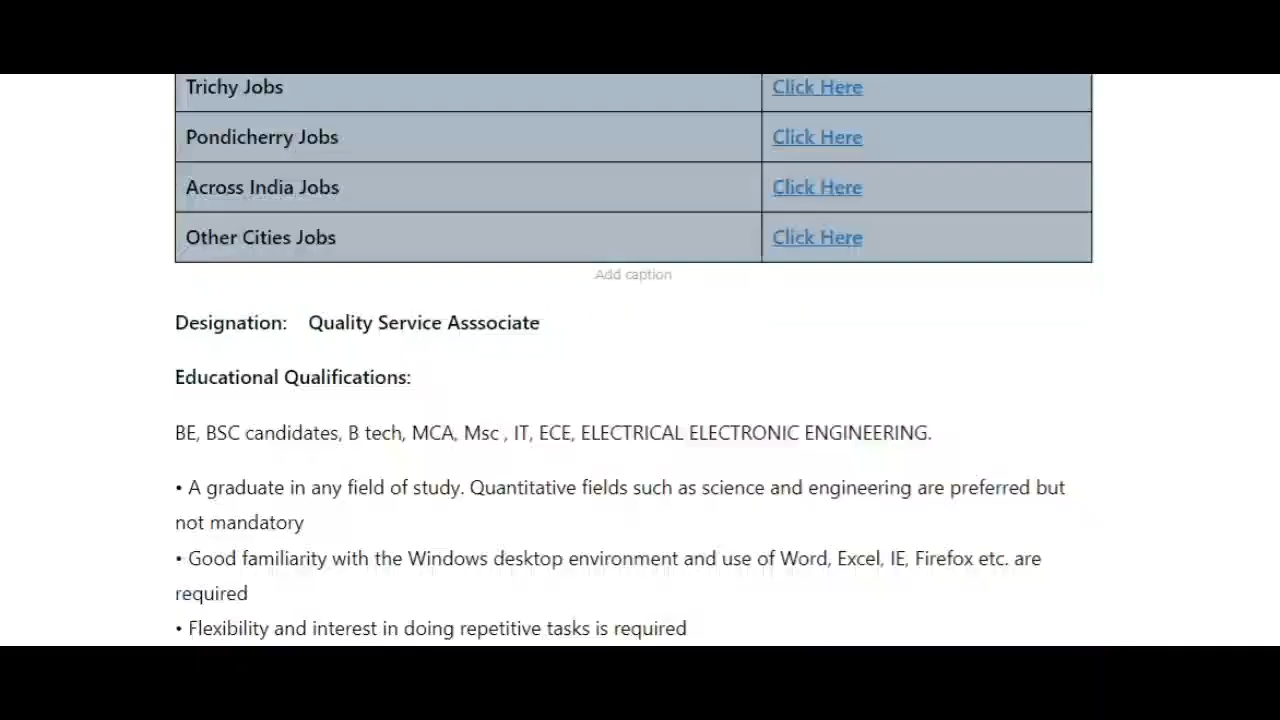 Trichy Jobs Click Here
Pondicherry Jobs Click Here
Across India Jobs Click Here
Other Cities Jobs Click Here
Add caption
Designation: Quality Service Asssociate
Educational Qualifications:
BE, BSC candidates, B tech, MCA, Msc , IT, ECE, ELECTRICAL ELECTRONIC ENGINEERING.
• A graduate in any field of study. Quantitative fields such as science and engineering are preferred but
not mandatory
• Good familiarity with the Windows desktop environment and use of Word, Excel, IE, Firefox etc. are
required
• Flexibility and interest in doing repetitive tasks is required